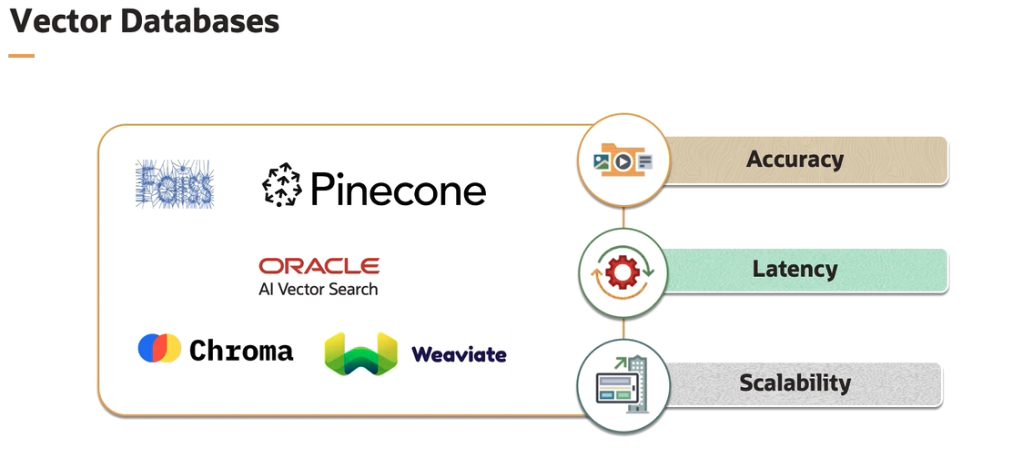 Vector Databases
Faiss
Pinecone
ORACLE
AI Vector Search
Chroma
Weaviate
Accuracy
Latency
Scalability